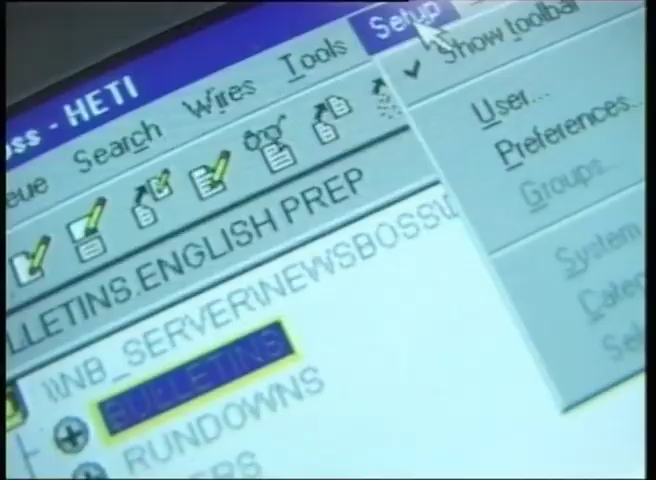 oss - HETI
eue Search Wires Tools Setup
Show toolbar
User...
Preferences...
Groups...
System
LLETINS.ENGLISH PREP
\\NB_SERVER\NEWSBOSS\
BULLETINS
RUNDOWNS
ERS